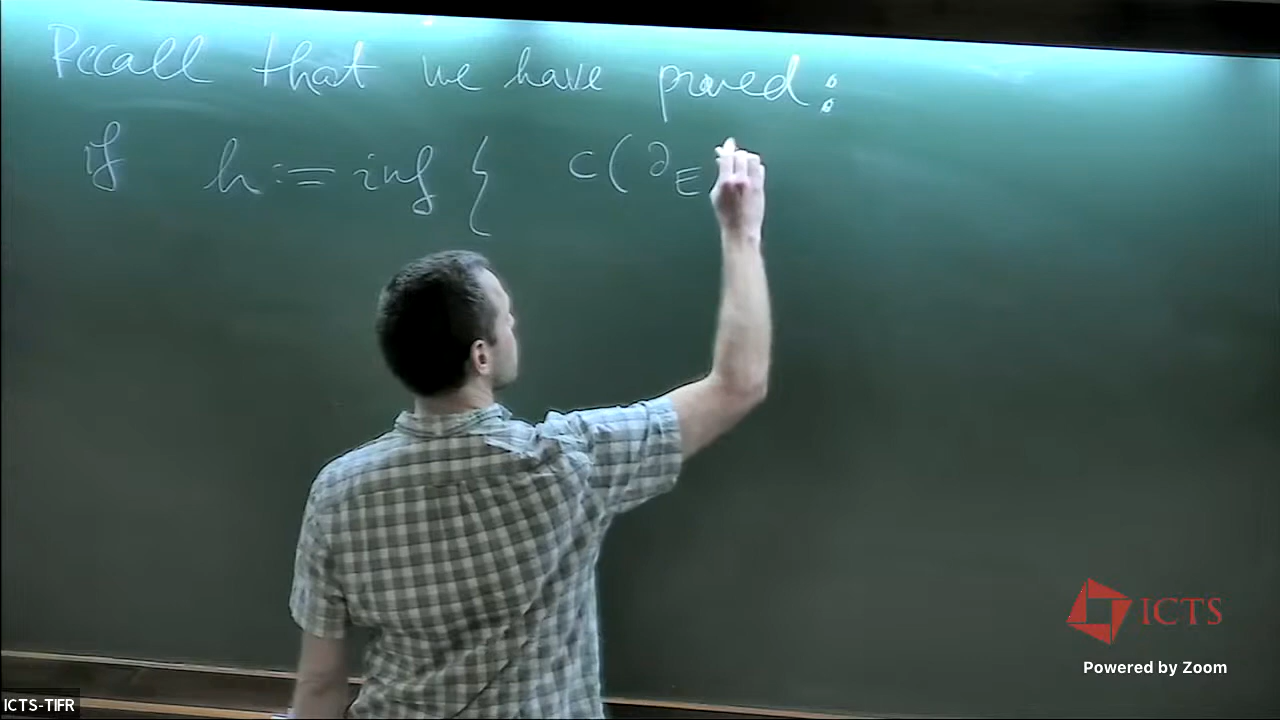 Recall that we have proved:
if h := inf { c(∂_E
ICTS
Powered by Zoom
ICTS-TIFR